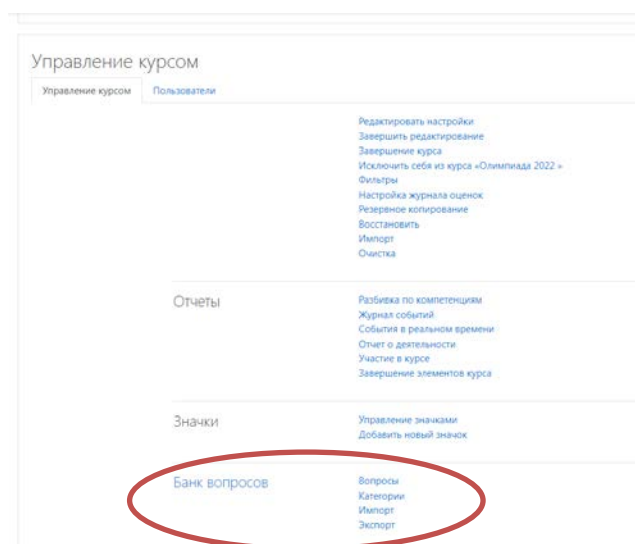 Управление курсом
Управление курсом Пользователи
Редактировать настройки
Завершить редактирование
Завершение курса
Исключить себя из курса «Олимпиада 2022 »
Фильтры
Настройка журнала оценок
Резервное копирование
Восстановить
Импорт
Очистка
Отчеты
Разбивка по компетенциям
Журнал событий
События в реальном времени
Отчет о деятельности
Участие в курсе
Завершение элементов курса
Значки
Управление значками
Добавить новый значок
Банк вопросов
Вопросы
Категории
Импорт
Экспорт